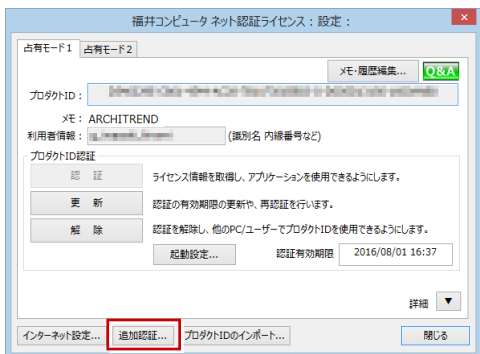 福井コンピュータ ネット認証ライセンス：設定：
占有モード1 占有モード2
メモ・履歴編集... Q&A
プロダクトID：
メモ： ARCHITREND
利用者情報： (識別名 内線番号など)
プロダクトID認証
認 証 ライセンス情報を取得し、アプリケーションを使用できるようにします。
更 新 認証の有効期限の更新や、再認証を行います。
解 除 認証を解除し、他のPC/ユーザーでプロダクトIDを使用できるようにします。
起動設定... 認証有効期限 2016/08/01 16:37
詳細 ▼
インターネット設定... 追加認証... プロダクトIDのインポート... 閉じる